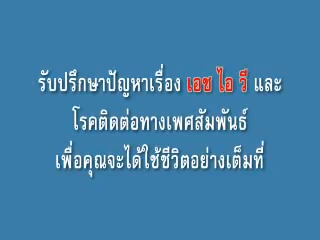 รับปรึกษาปัญหาเรื่อง เอช ไอ วี และ
โรคติดต่อทางเพศสัมพันธ์
เพื่อคุณจะได้ใช้ชีวิตอย่างเต็มที่